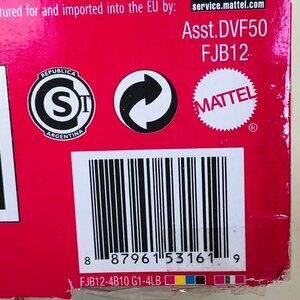 service.mattel.com
tured for and imported into the EU by:
Asst.DVF50
FJB12
REPUBLICA
S
ARGENTINA
MATTEL
®
8 87961 53161 9
FJB12-4B10 G1-4LB